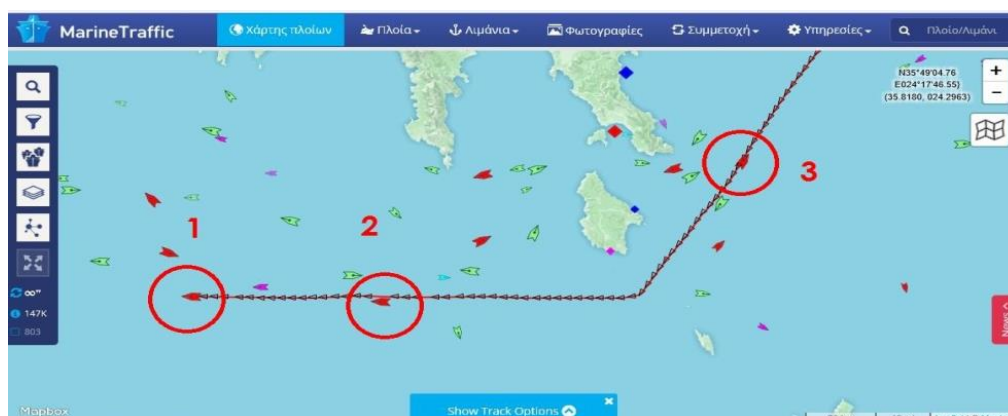 MarineTraffic
Χάρτης πλοίων
Πλοία
Λιμάνια
Φωτογραφίες
Συμμετοχή
Υπηρεσίες
Πλοίο/Λιμάνι
N35°49'04.76
E024°17'46.55)
(35.8180, 024.2963)
+
−
1
2
3
∞"
147K
803
News
Mapbox
Show Track Options
×